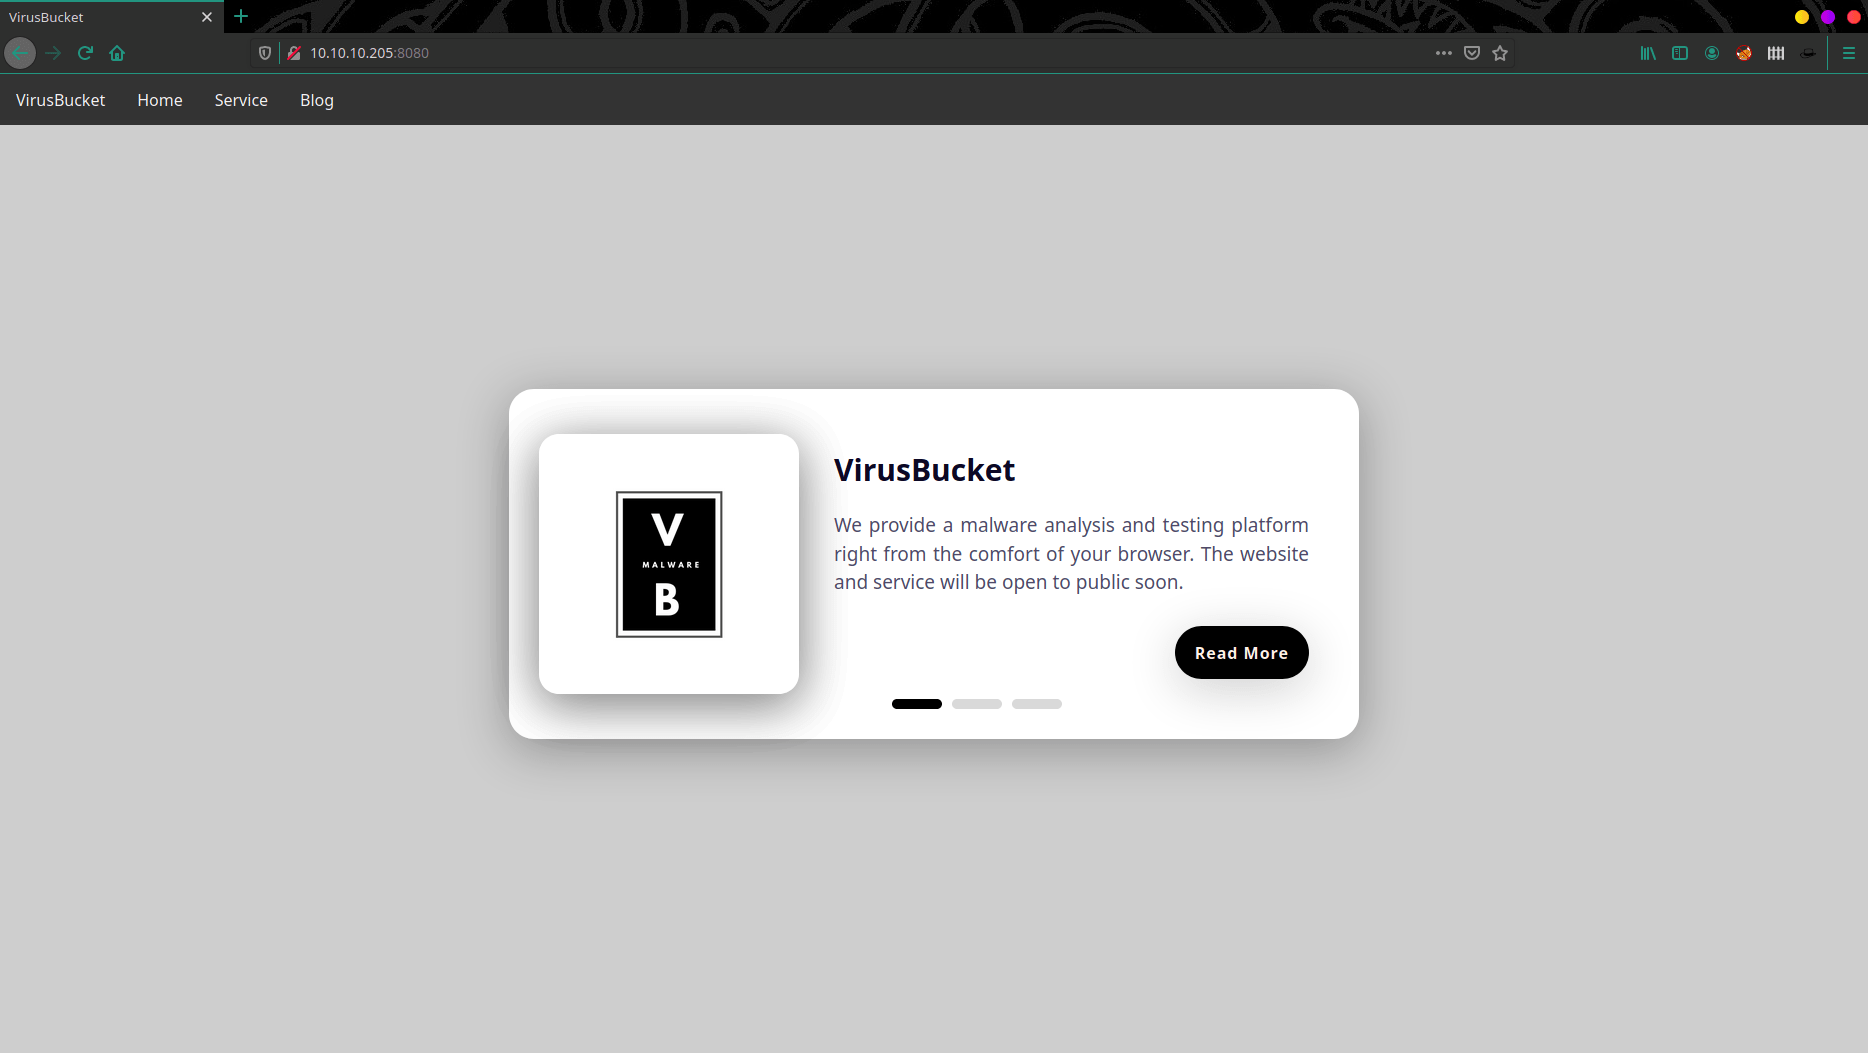 VirusBucket
10.10.10.205:8080
VirusBucket Home Service Blog
V
MALWARE
B
VirusBucket
We provide a malware analysis and testing platform
right from the comfort of your browser. The website
and service will be open to public soon.
Read More